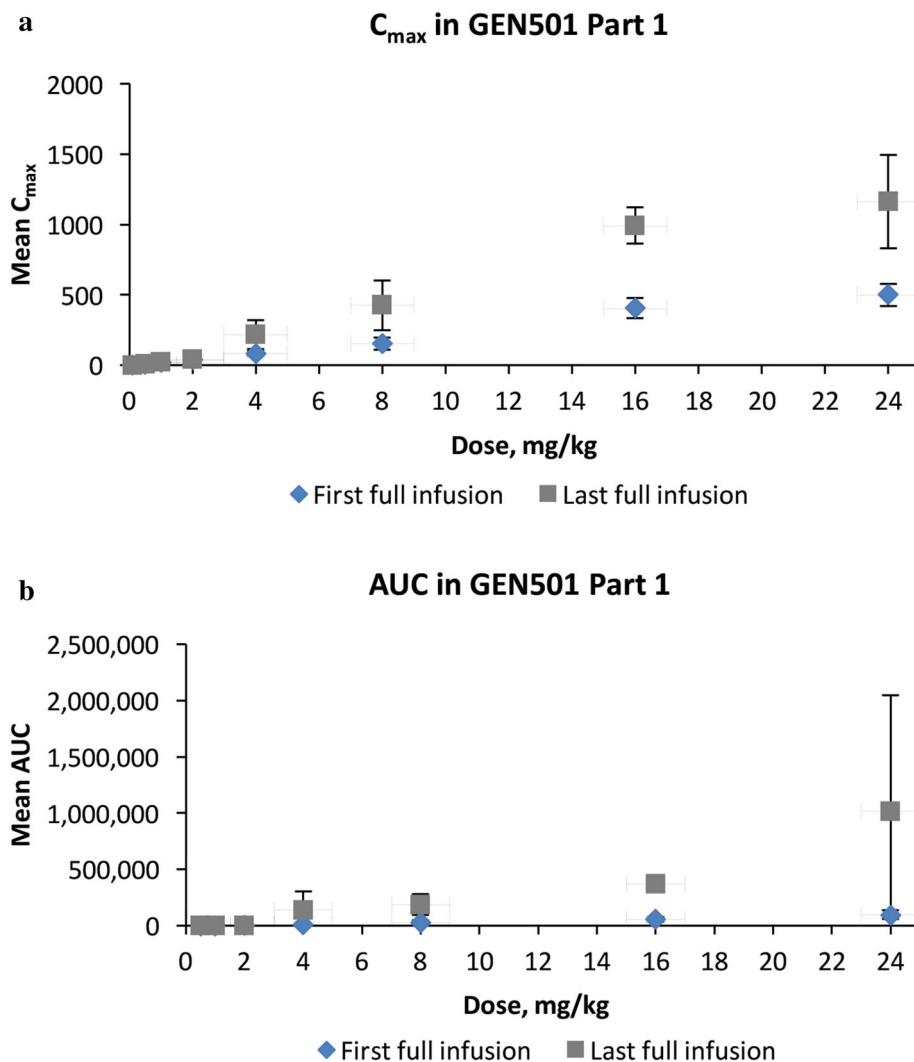 a
Cmax in GEN501 Part 1
2000
1500
1000
500
0
Mean Cmax
0 2 4 6 8 10 12 14 16 18 20 22 24
Dose, mg/kg
First full infusion Last full infusion
b
AUC in GEN501 Part 1
2,500,000
2,000,000
1,500,000
1,000,000
500,000
0
Mean AUC
0 2 4 6 8 10 12 14 16 18 20 22 24
Dose, mg/kg
First full infusion Last full infusion